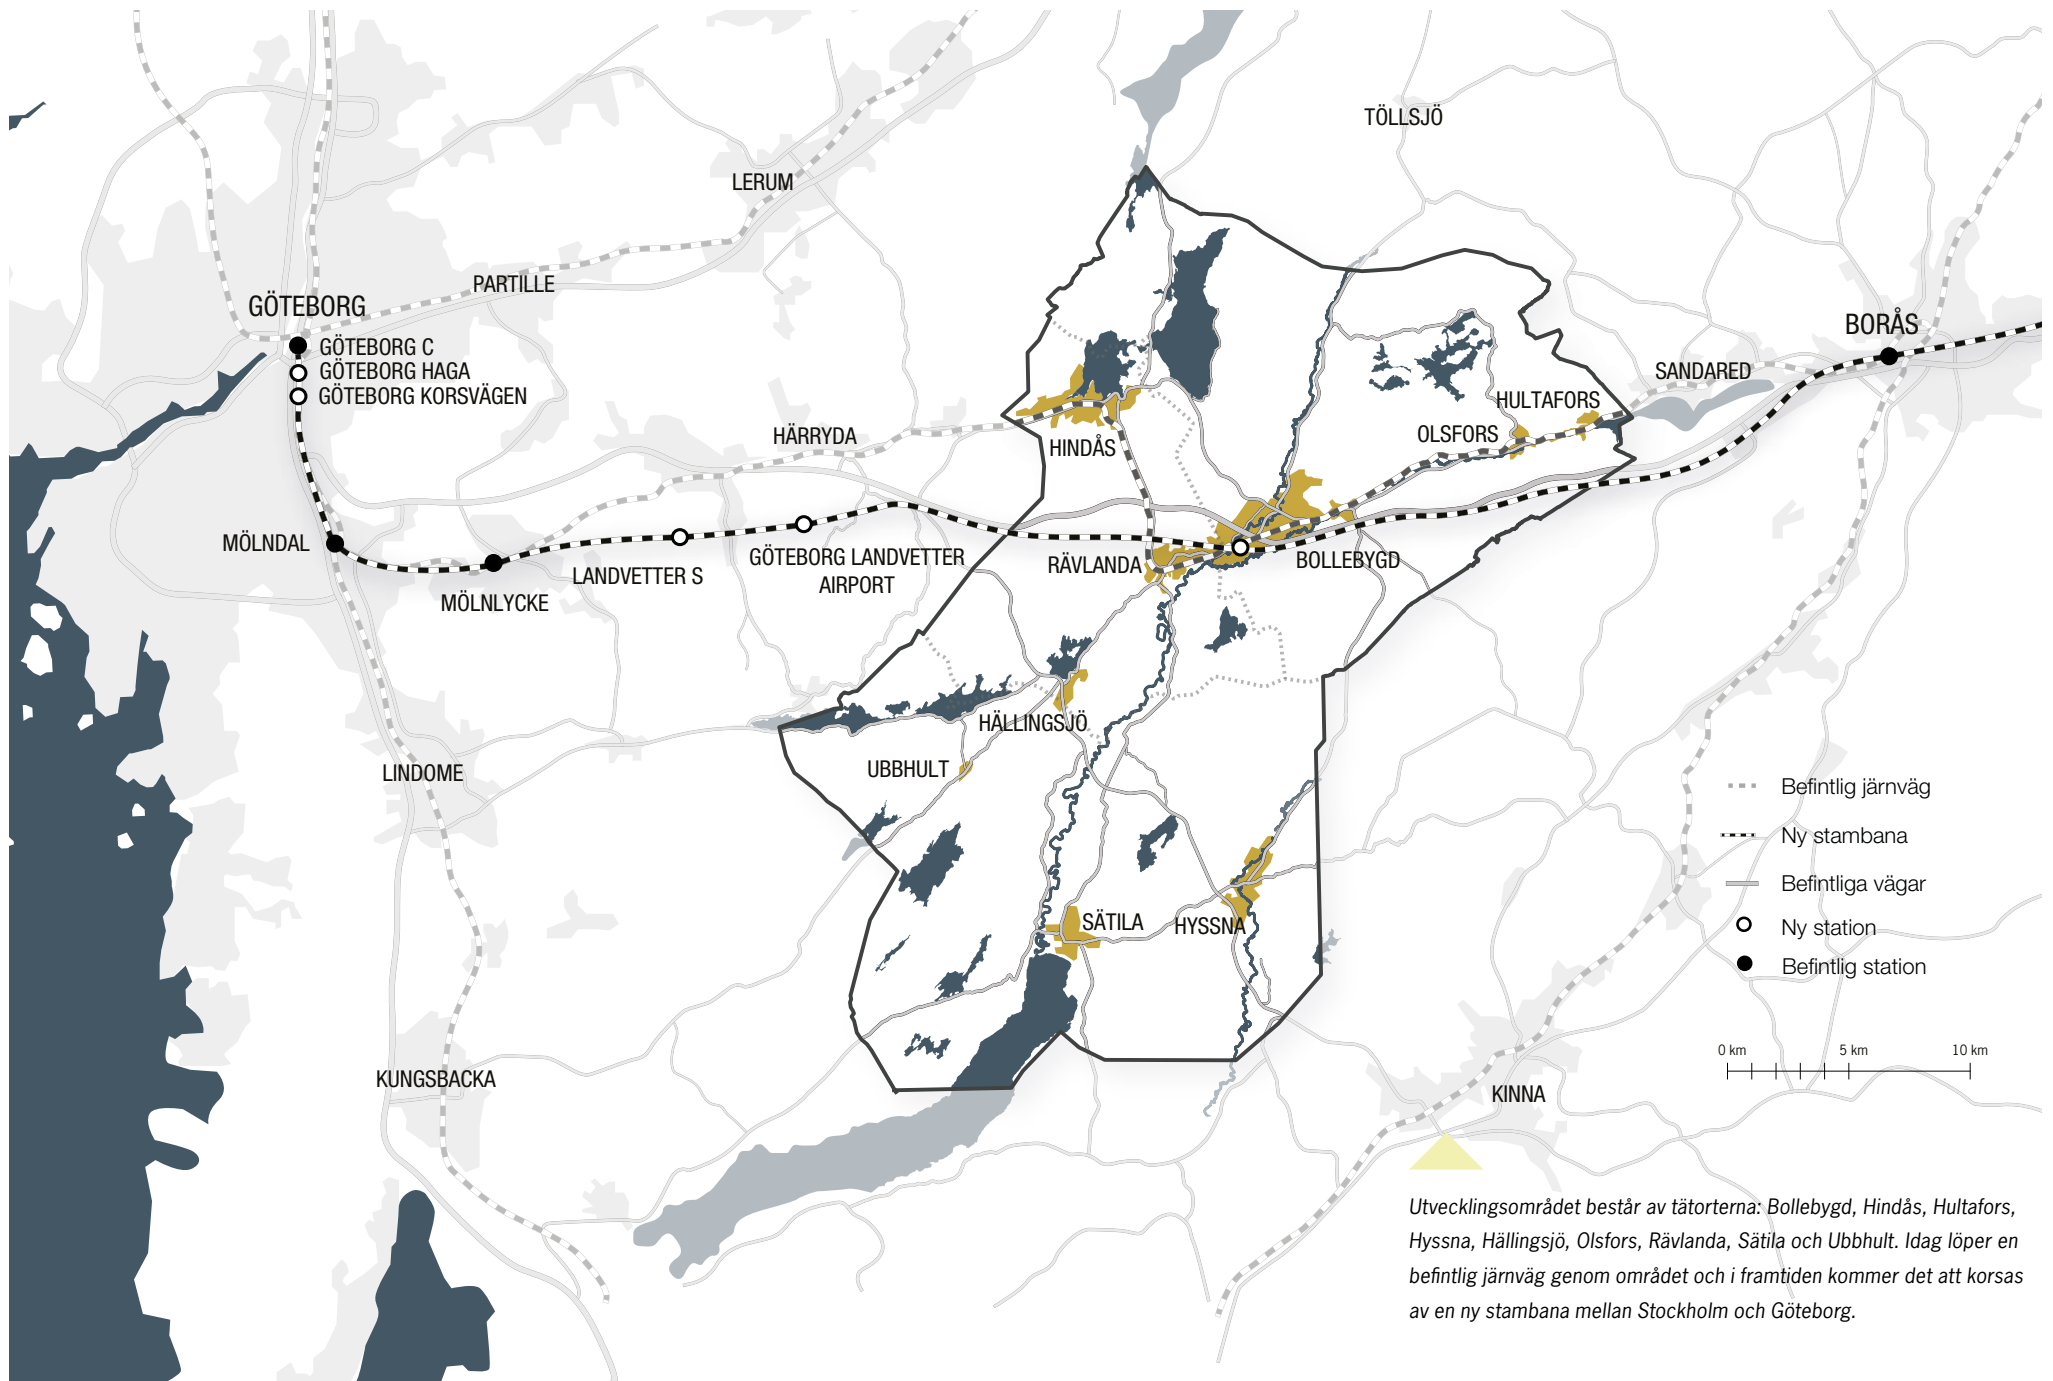 TÖLLSJÖ
LERUM
PARTILLE
GÖTEBORG
GÖTEBORG C
GÖTEBORG HAGA
GÖTEBORG KORSVÄGEN
BORÅS
SANDARED
HULTAFORS
OLSFORS
HÄRRYDA
HINDÅS
MÖLNDAL
GÖTEBORG LANDVETTER
AIRPORT
RÄVLANDA
BOLLEBYGD
LANDVETTER S
MÖLNLYCKE
HÄLLINGSJÖ
UBBHULT
LINDOME
SÄTILA
HYSSNA
KUNGSBACKA
KINNA
Befintlig järnväg
Ny stambana
Befintliga vägar
Ny station
Befintlig station
0 km 5 km 10 km
Utvecklingsområdet består av tätorterna: Bollebygd, Hindås, Hultafors,
Hyssna, Hällingsjö, Olsfors, Rävlanda, Sätila och Ubbhult. Idag löper en
befintlig järnväg genom området och i framtiden kommer det att korsas
av en ny stambana mellan Stockholm och Göteborg.